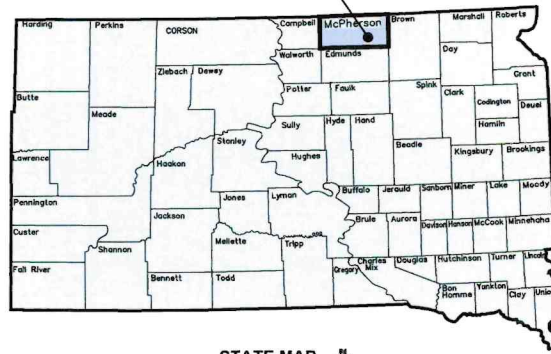 Harding
Perkins
CORSON
Campbell
McPherson
Brown
Marshall
Roberts
Walworth
Edmunds
Day
Ziebach
Dewey
Grant
Butte
Meade
Potter
Faulk
Spink
Clark
Codington
Deuel
Sully
Hyde
Hand
Hamlin
Stanley
Beadle
Kingsbury
Brookings
Lawrence
Haakon
Hughes
Pennington
Jones
Lyman
Buffalo
Jerauld
Sanborn
Miner
Lake
Moody
Custer
Jackson
Brule
Aurora
Davison
Hanson
McCook
Minnehaha
Shannon
Mellette
Tripp
Fall River
Bennett
Todd
Gregory
Charles
Mix
Douglas
Hutchinson
Turner
Lincoln
Bon
Homme
Yankton
Clay
STATE MAP
N